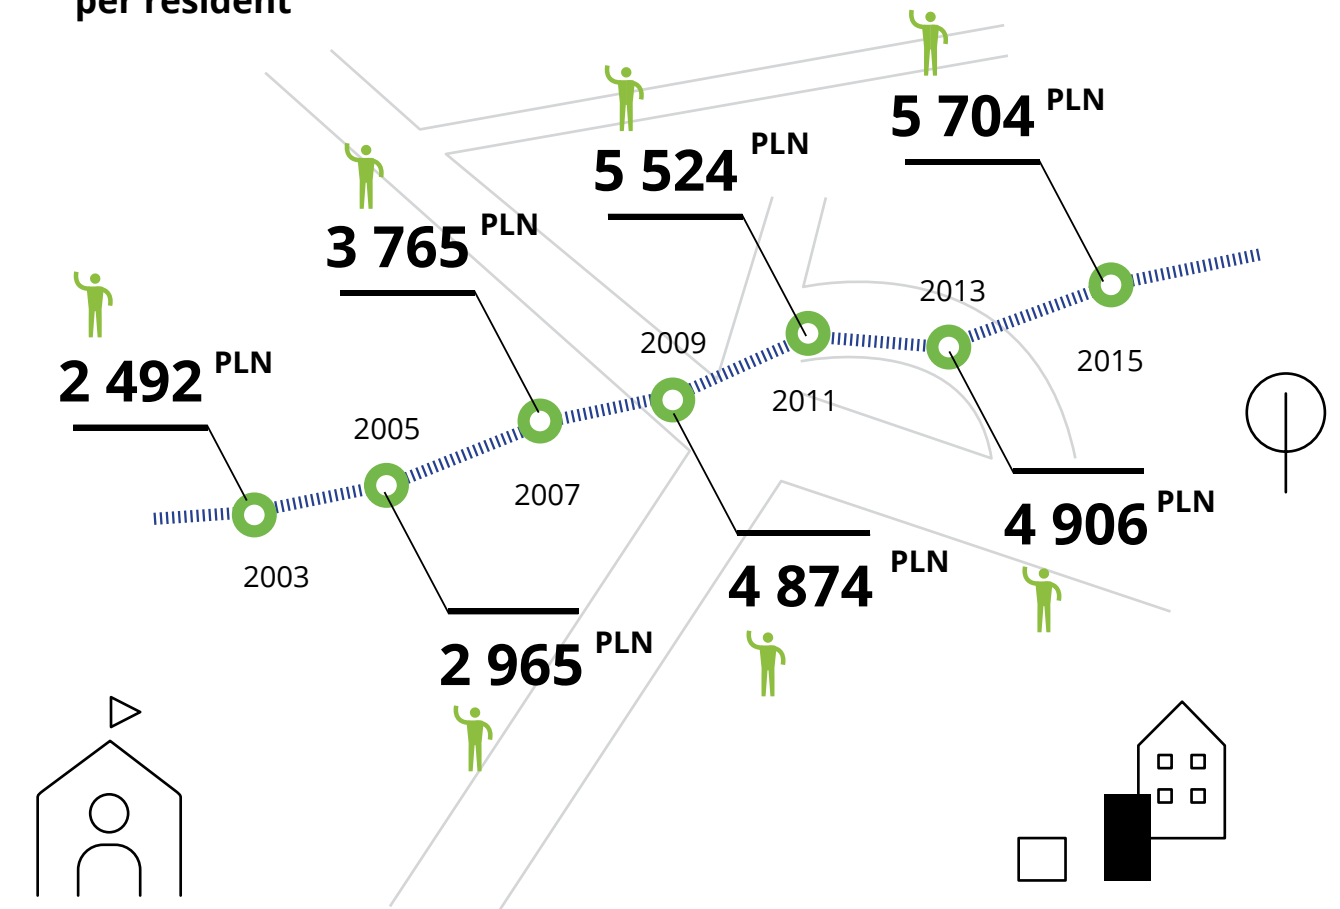 per resident
5 704 PLN
5 524 PLN
3 765 PLN
2 492 PLN
2013
2009
2015
2011
2005
2007
2003
4 906 PLN
4 874 PLN
2 965 PLN